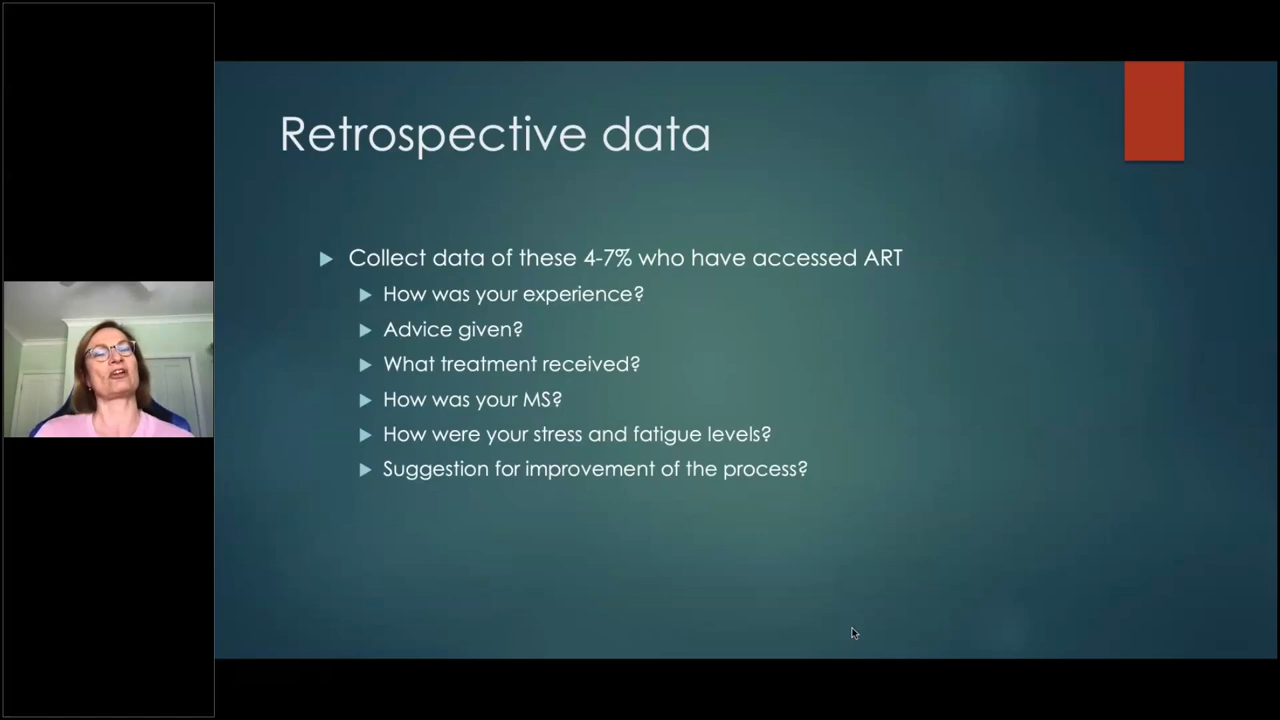 Retrospective data
Collect data of these 4-7% who have accessed ART
How was your experience?
Advice given?
What treatment received?
How was your MS?
How were your stress and fatigue levels?
Suggestion for improvement of the process?